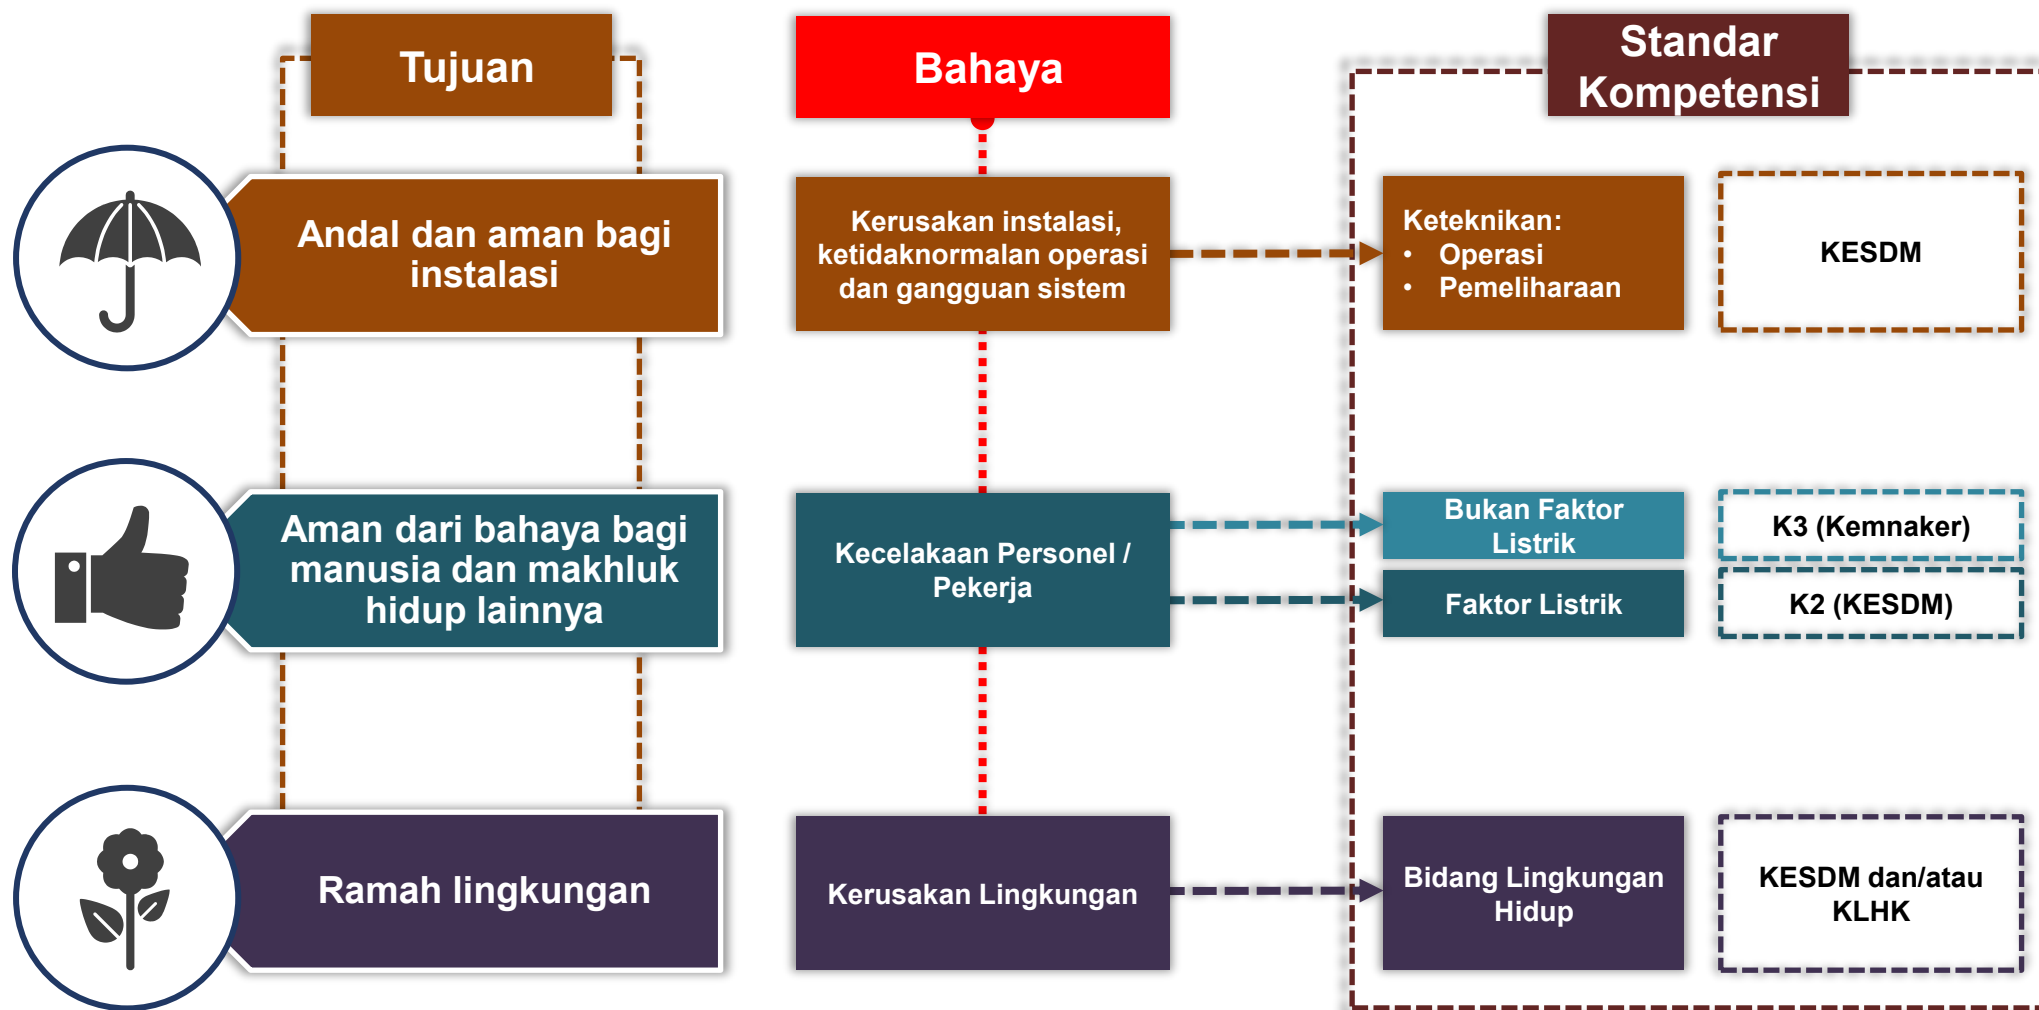 Tujuan
Bahaya
Standar
Kompetensi
Andal dan aman bagi
instalasi
Kerusakan instalasi,
ketidaknormalan operasi
dan gangguan sistem
Keteknikan:
• Operasi
• Pemeliharaan
KESDM
Aman dari bahaya bagi
manusia dan makhluk
hidup lainnya
Kecelakaan Personel /
Pekerja
Bukan Faktor
Listrik
K3 (Kemnaker)
Faktor Listrik
K2 (KESDM)
Ramah lingkungan
Kerusakan Lingkungan
Bidang Lingkungan
Hidup
KESDM dan/atau
KLHK